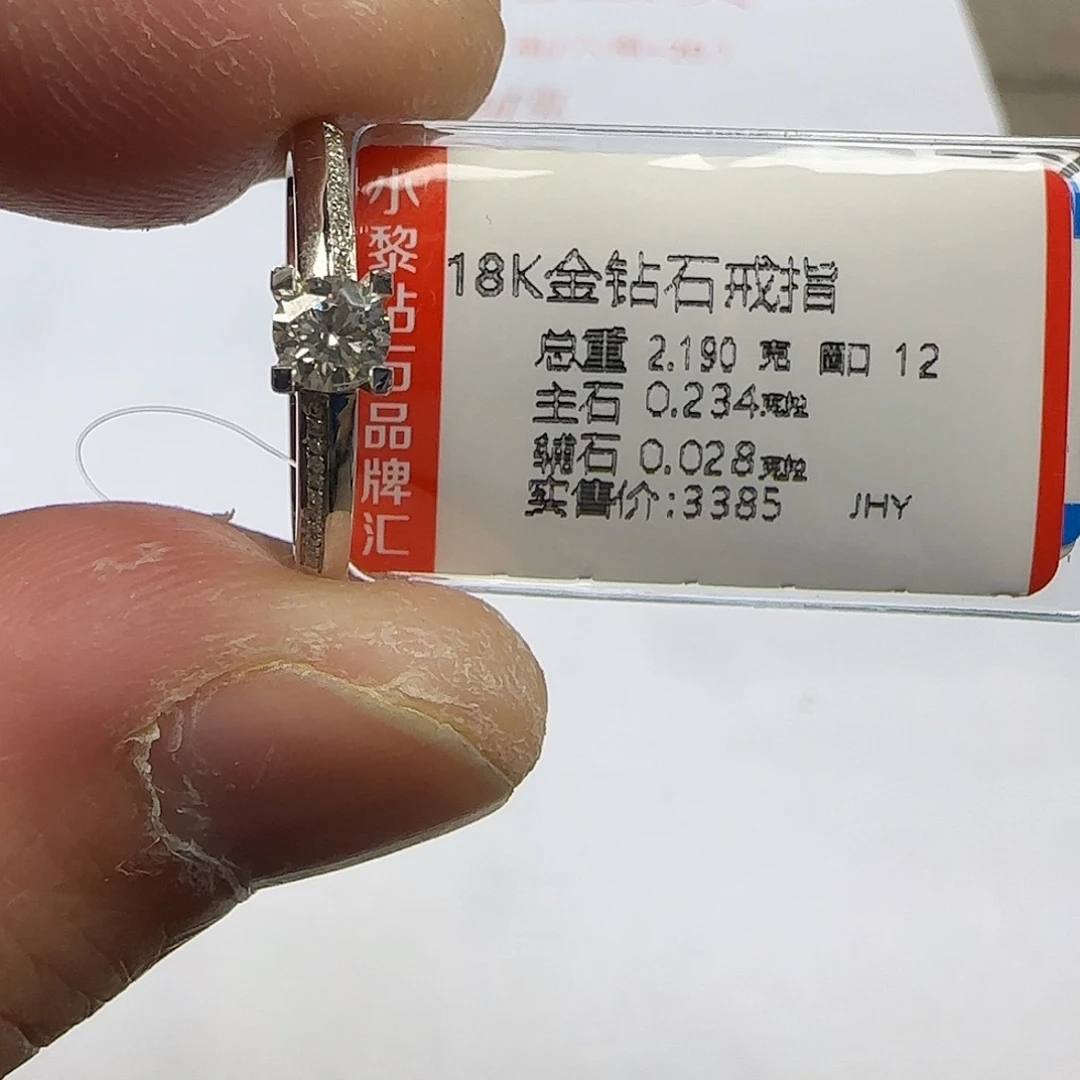 小黎钻石品牌汇
18K金钻石戒指
总重 2.190 克 圈口 12
主石 0.234克拉
辅石 0.028克拉
实售价:3385 JHY